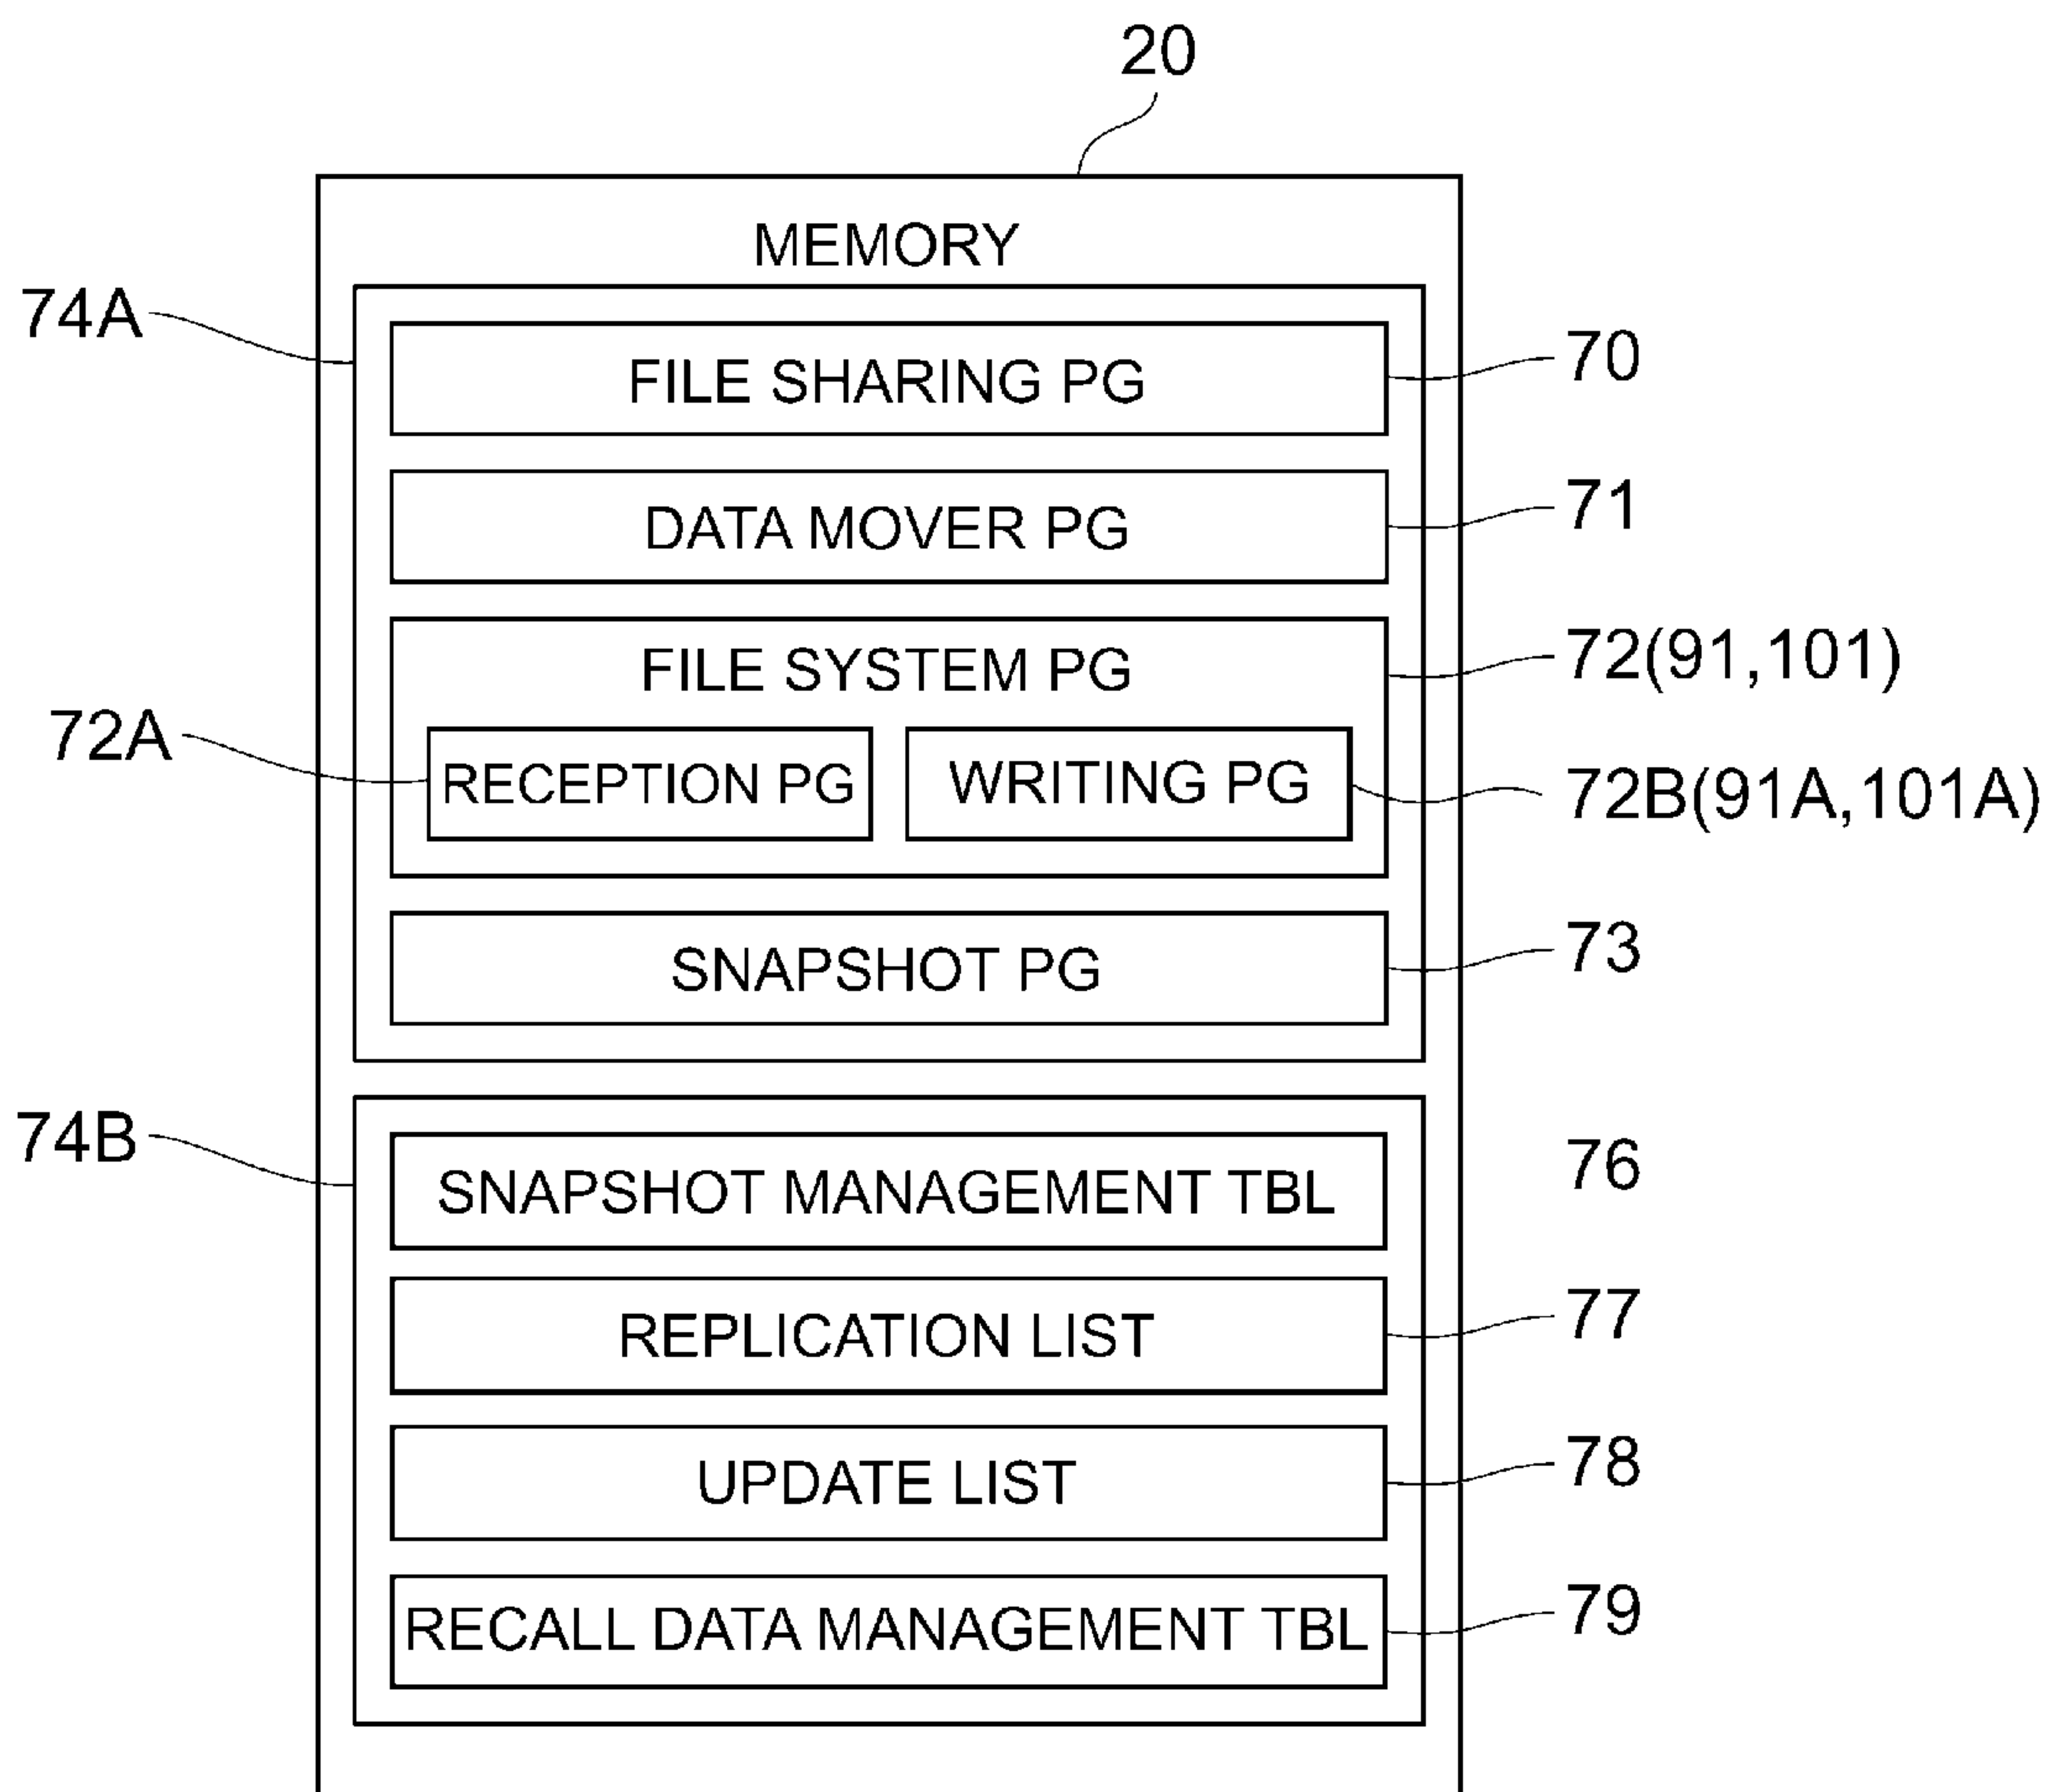 20
MEMORY
74A
FILE SHARING PG
70
DATA MOVER PG
71
FILE SYSTEM PG
72(91,101)
72A
RECEPTION PG
WRITING PG
72B(91A,101A)
SNAPSHOT PG
73
74B
SNAPSHOT MANAGEMENT TBL
76
REPLICATION LIST
77
UPDATE LIST
78
RECALL DATA MANAGEMENT TBL
79